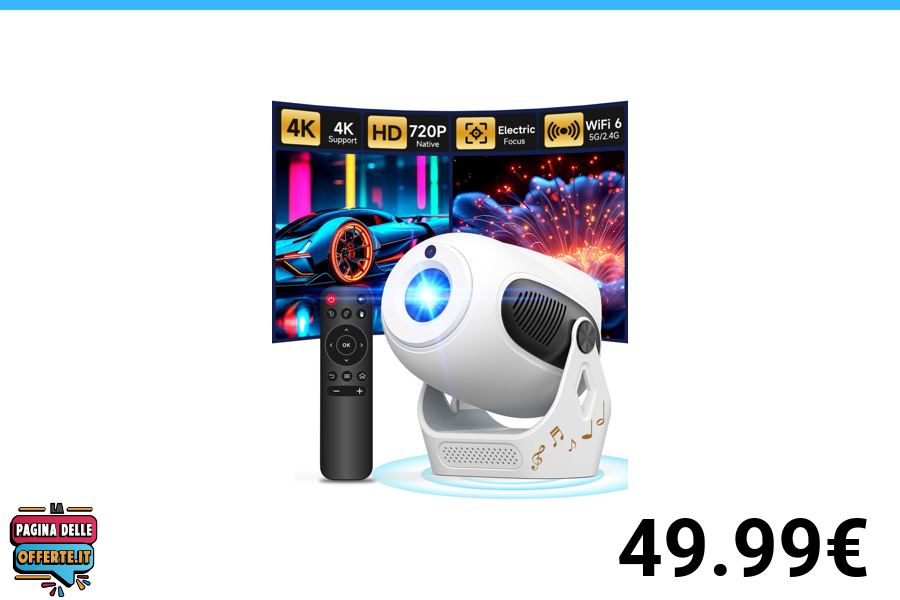 4K
4K
Support
HD
720P
Native
Electric
Focus
WiFi 6
5G/2.4G
OK
LA
PAGINA DELLE
OFFERTE.IT
49.99€